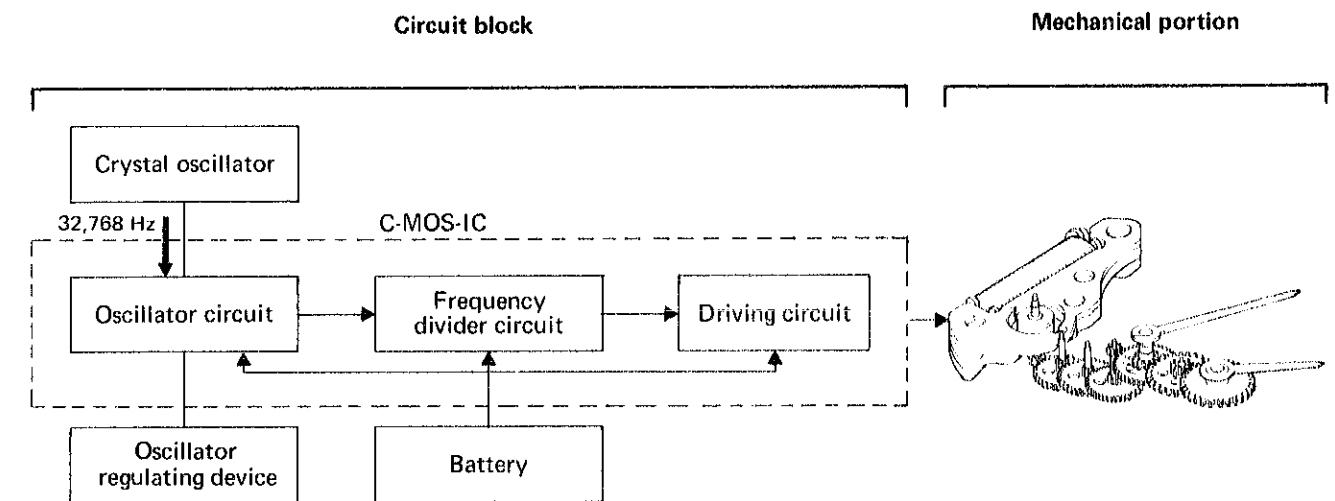 Circuit block
Mechanical portion
Crystal oscillator
32,768 Hz
C-MOS-IC
Oscillator circuit
Frequency
divider circuit
Driving circuit
Oscillator
regulating device
Battery